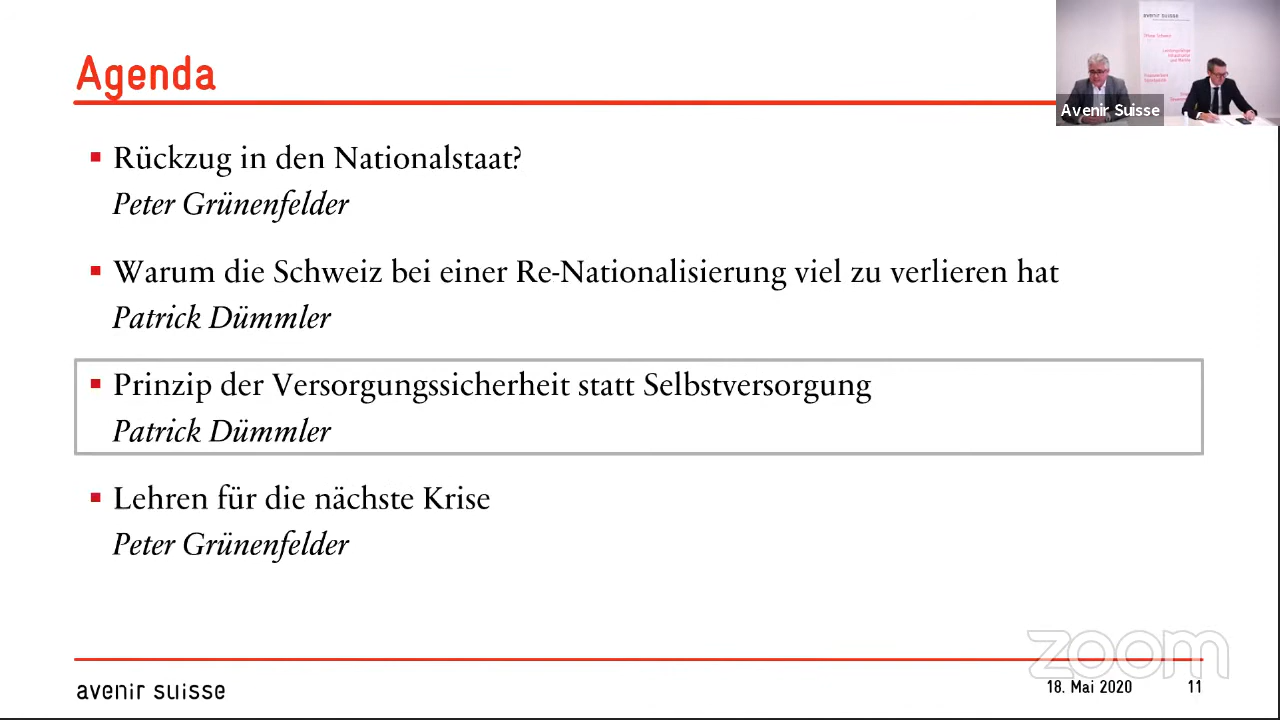 Agenda
avenir suisse
Avenir Suisse
Rückzug in den Nationalstaat?
Peter Grünenfelder
Warum die Schweiz bei einer Re-Nationalisierung viel zu verlieren hat
Patrick Dümmler
Prinzip der Versorgungssicherheit statt Selbstversorgung
Patrick Dümmler
Lehren für die nächste Krise
Peter Grünenfelder
zoom
avenir suisse
18. Mai 2020
11